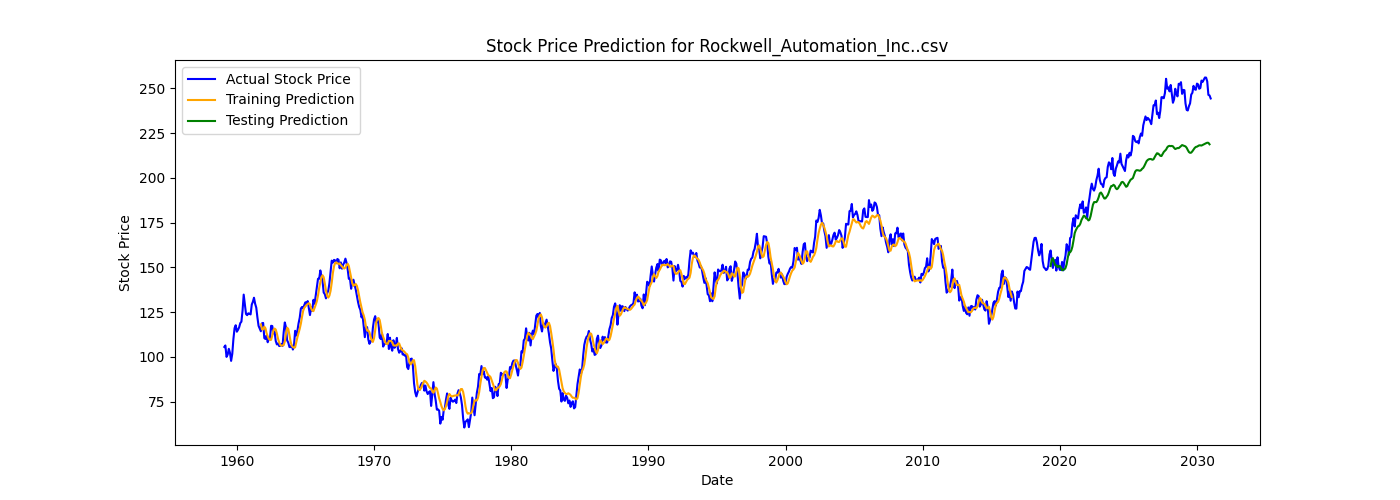 Stock Price Prediction for Rockwell_Automation_Inc..csv
Actual Stock Price
Training Prediction
Testing Prediction
Stock Price
250
225
200
175
150
125
100
75
1960 1970 1980 1990 2000 2010 2020 2030
Date